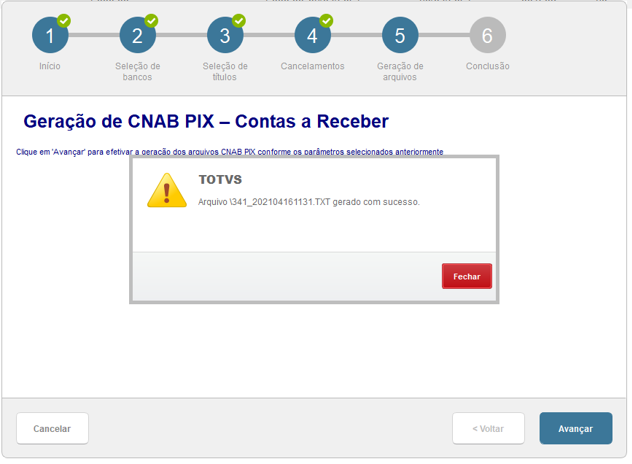 1
2
3
4
5
6
Início
Seleção de
bancos
Seleção de
títulos
Cancelamentos
Geração de
arquivos
Conclusão
Geração de CNAB PIX – Contas a Receber
Clique em 'Avançar' para efetivar a geração dos arquivos CNAB PIX conforme os parâmetros selecionados anteriormente
TOTVS
Arquivo \341_202104161131.TXT gerado com sucesso.
Fechar
Cancelar
< Voltar
Avançar